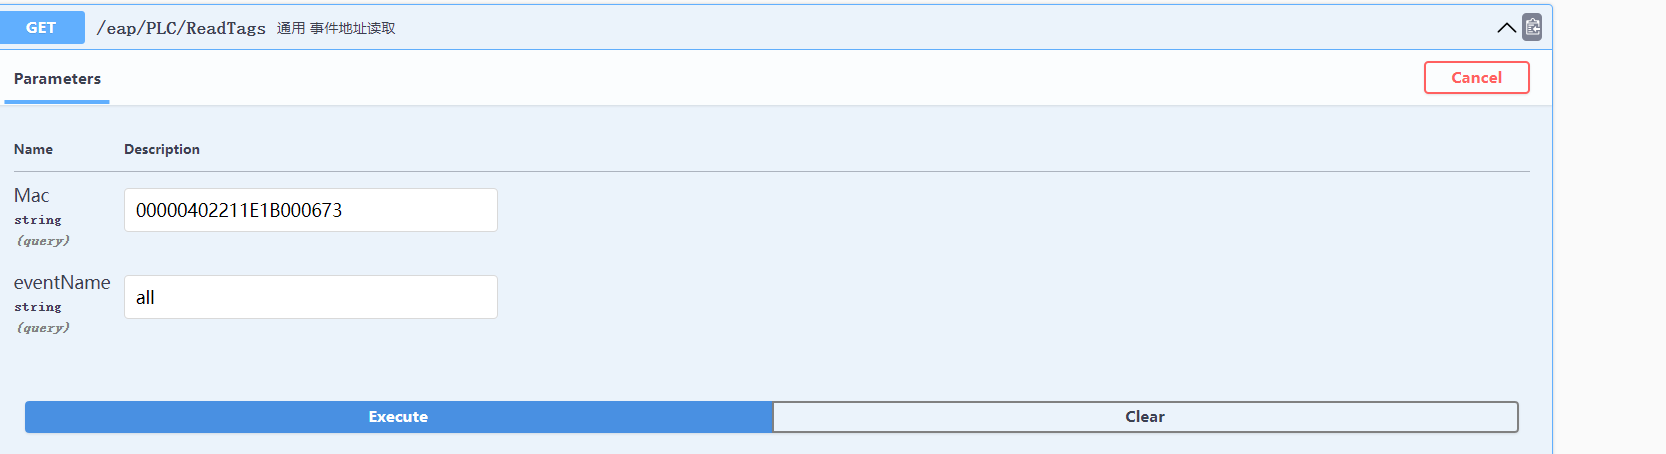 GET /eap/PLC/ReadTags 通用 事件地址读取
Parameters
Cancel
Name Description
Mac
string
(query)
00000402211E1B000673
eventName
string
(query)
all
Execute Clear